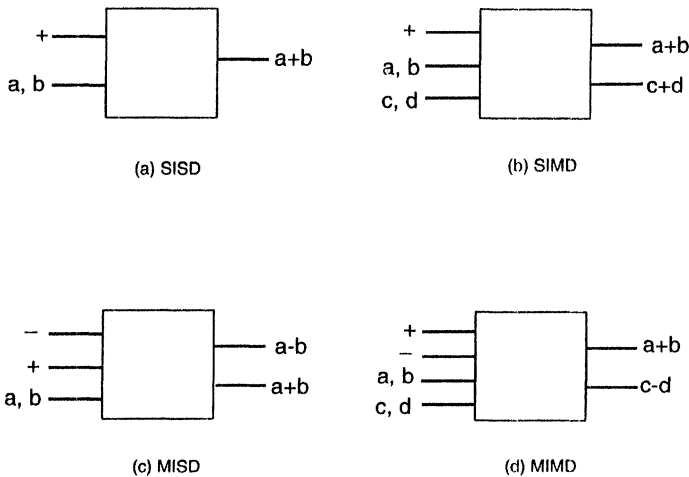 +
a, b
a+b
(a) SISD
+
a, b
c, d
a+b
c+d
(b) SIMD
−
+
a, b
a-b
a+b
(c) MISD
+
−
a, b
c, d
a+b
c-d
(d) MIMD